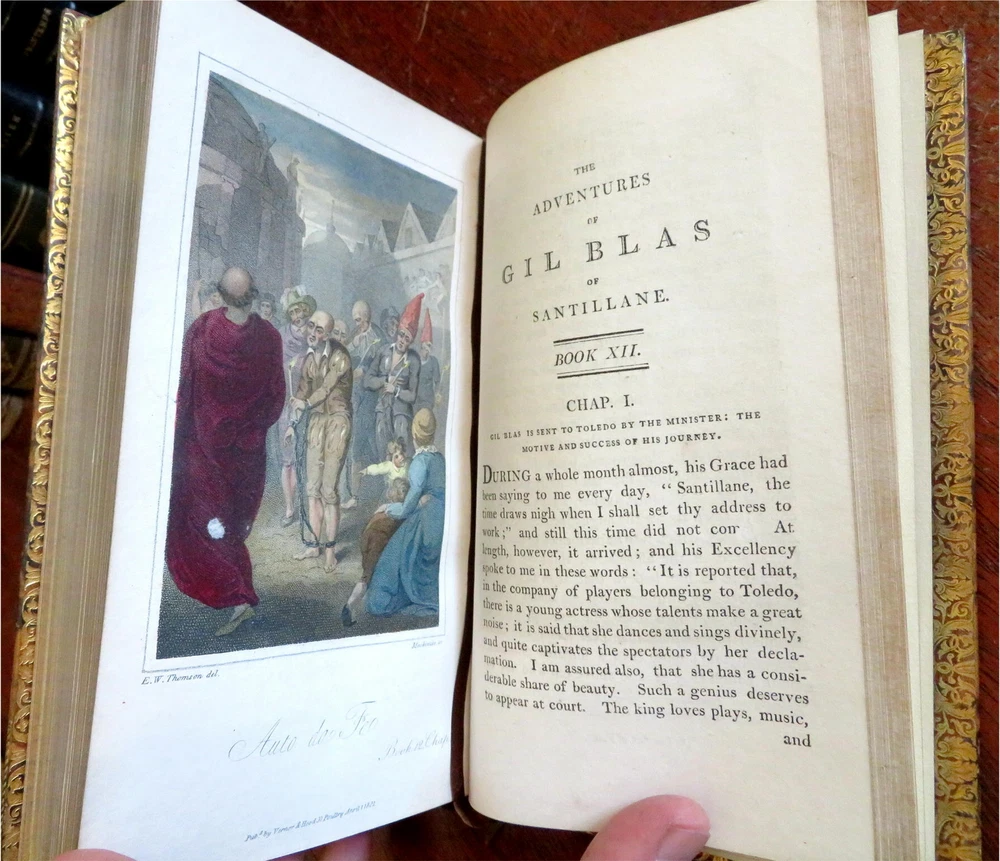 E.W. Thomson del.
Auto da Fe
Book 12 Chap
THE
ADVENTURES
OF
GIL BLAS
OF
SANTILLANE.
BOOK XII.
CHAP. I.
GIL BLAS IS SENT TO TOLEDO BY THE MINISTER: THE
MOTIVE AND SUCCESS OF HIS JOURNEY.
DURING a whole month almost, his Grace had
been saying to me every day, “ Santillane, the
time draws nigh when I shall set thy address to
work;” and still this time did not com At
length, however, it arrived; and his Excellency
spoke to me in these words: “It is reported that,
in the company of players belonging to Toledo,
there is a young actress whose talents make a great
noise; it is said that she dances and sings divinely,
and quite captivates the spectators by her decla-
mation. I am assured also, that she has a consi-
derable share of beauty. Such a genius deserves
to appear at court. The king loves plays, music,
and